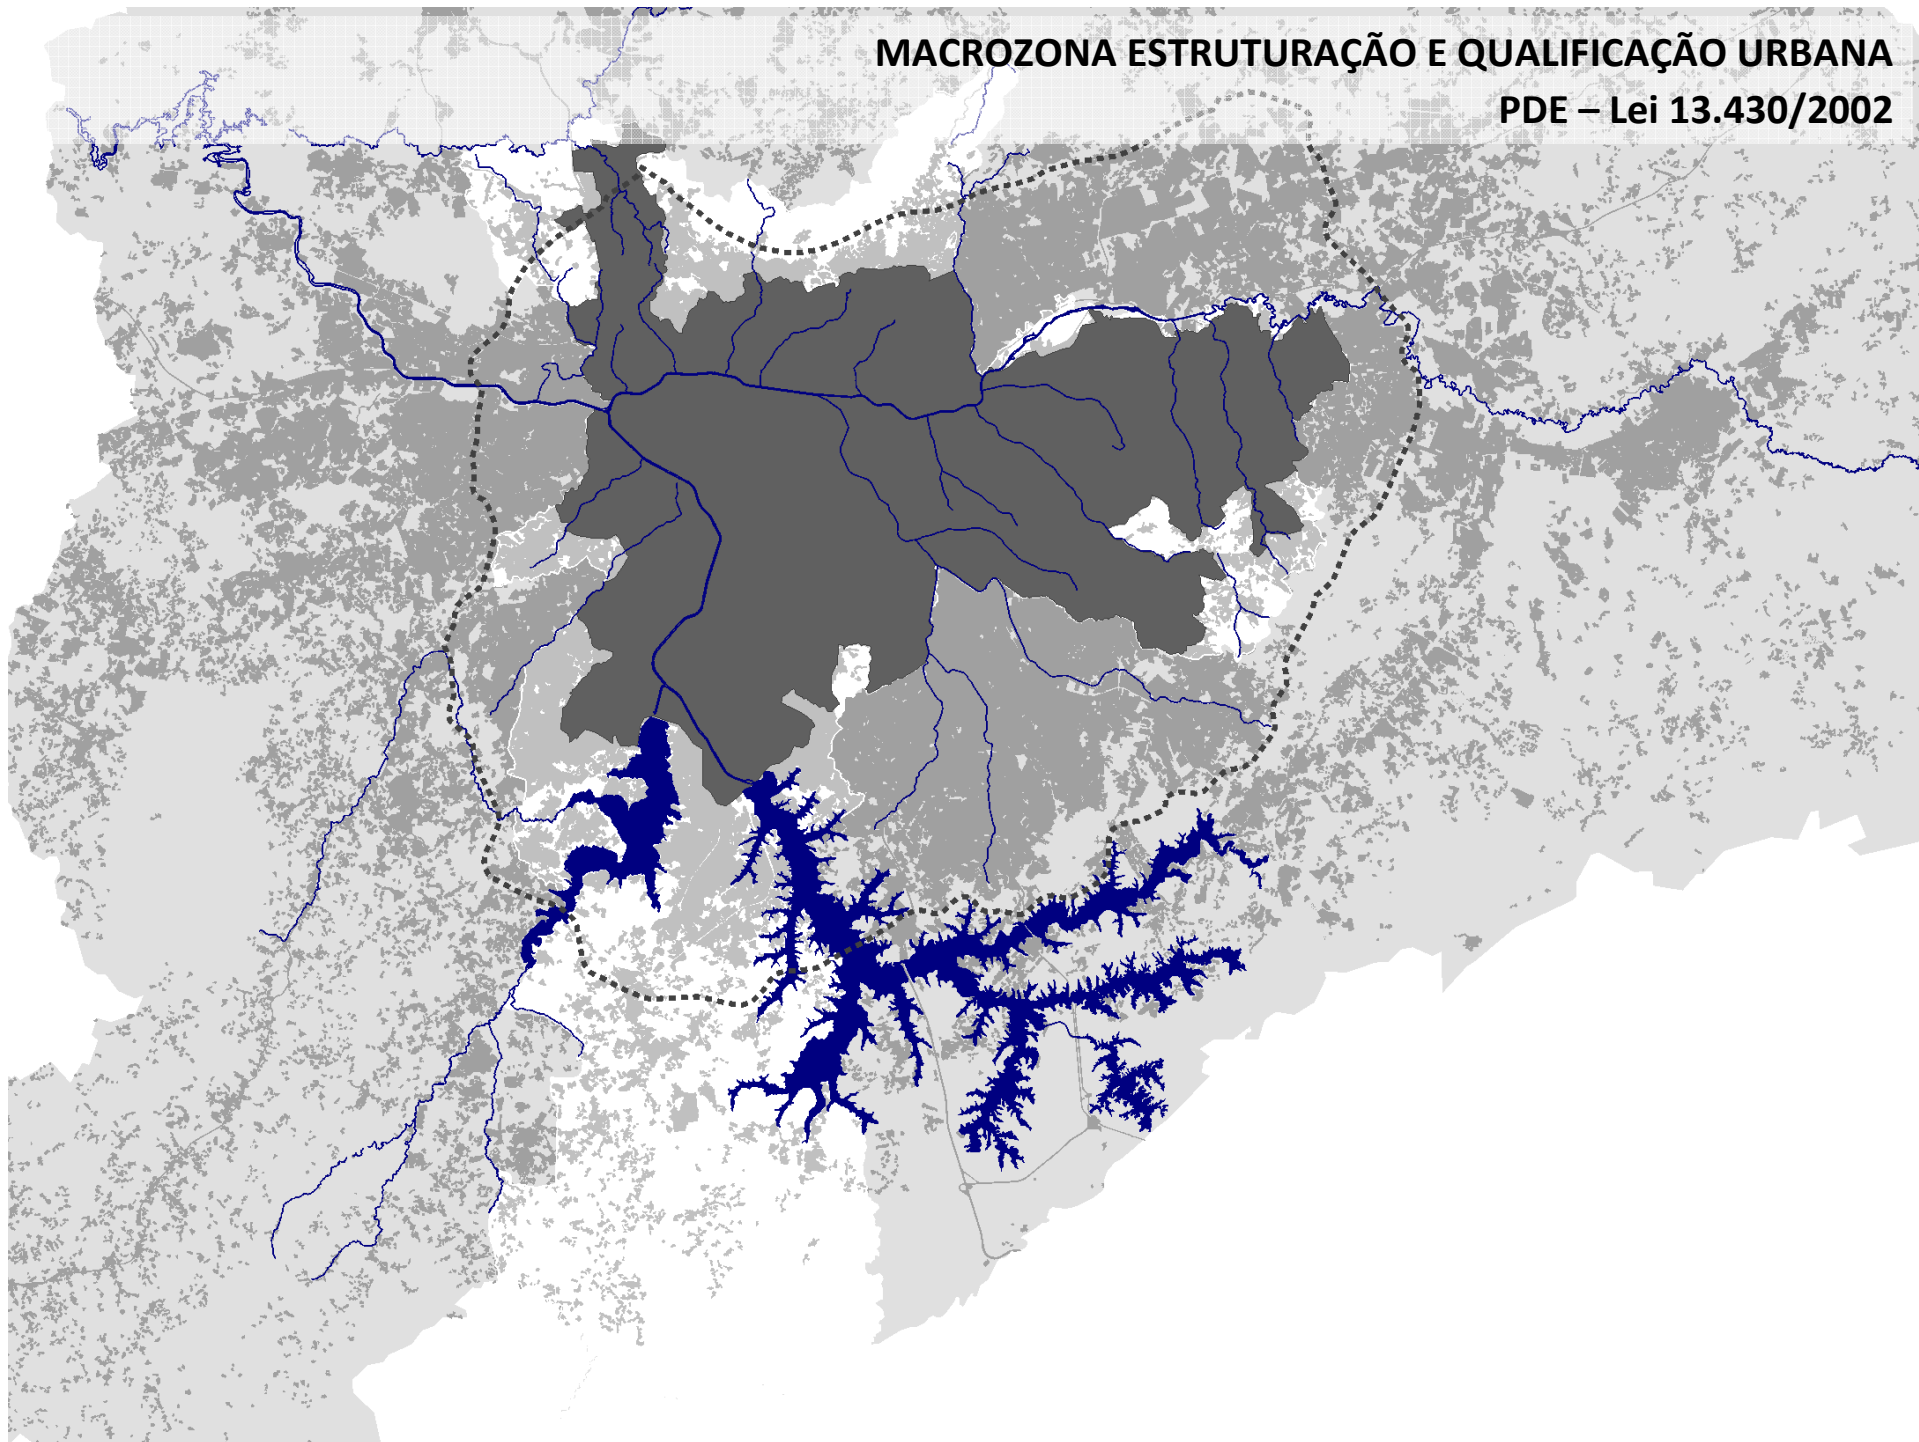 MACROZONA ESTRUTURAÇÃO E QUALIFICAÇÃO URBANA
PDE – Lei 13.430/2002